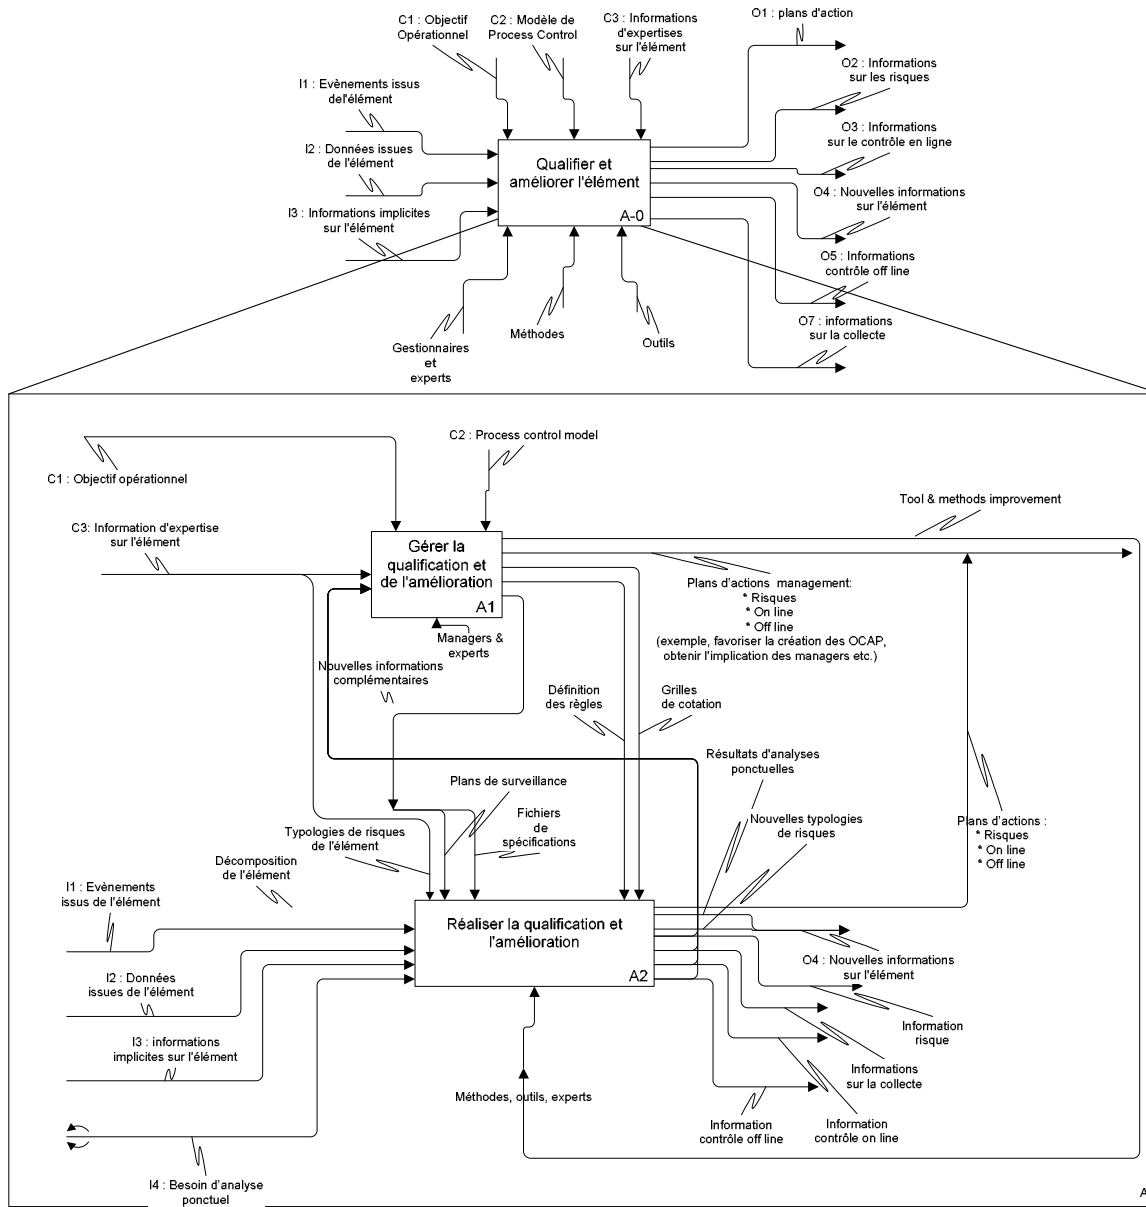 C1 : Objectif
Opérationnel
C2 : Modèle de
Process Control
C3 : Informations
d'expertises
sur l'élément
O1 : plans d'action
O2 : Informations
sur les risques
O3 : Informations
sur le contrôle en ligne
O4 : Nouvelles informations
sur l'élément
O5 : Informations
contrôle off line
O7 : informations
sur la collecte
I1 : Evènements issus
del'élément
I2 : Données issues
de l'élément
I3 : Informations implicites
sur l'élément
Qualifier et
améliorer l'élément
A-0
Gestionnaires
et
experts
Méthodes
Outils
C1 : Objectif opérationnel
C2 : Process control model
C3: Information d'expertise
sur l'élément
Tool & methods improvement
Gérer la
qualification et
de l'amélioration
A1
Managers &
experts
Plans d'actions management:
* Risques
* On line
* Off line
(exemple, favoriser la création des OCAP,
obtenir l'implication des managers etc.)
Nouvelles informations
complémentaires
Définition
des règles
Grilles
de cotation
Résultats d'analyses
ponctuelles
Plans de surveillance
Fichiers
de
spécifications
Typologies de risques
de l'élément
Nouvelles typologies
de risques
Plans d'actions :
* Risques
* On line
* Off line
Décomposition
de l'élément
I1 : Evènements
issus de l'élément
I2 : Données
issues de l'élément
I3 : informations
implicites sur l'élément
I4 : Besoin d'analyse
ponctuel
Réaliser la qualification et
l'amélioration
A2
O4 : Nouvelles informations
sur l'élément
Information
risque
Informations
sur la collecte
Information
contrôle on line
Information
contrôle off line
Méthodes, outils, experts
A